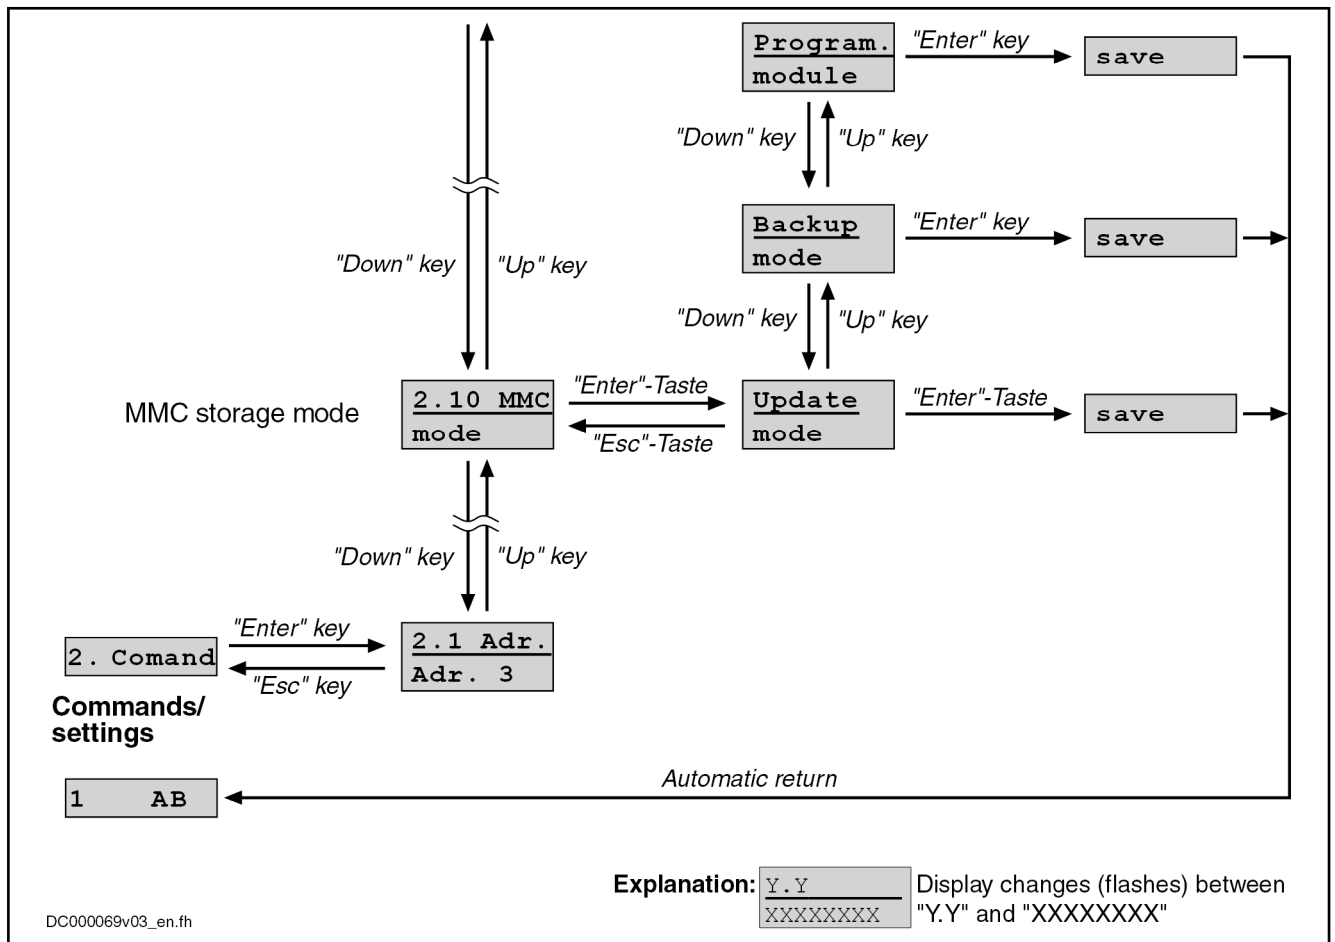 Program.
module
"Enter" key
save
"Down" key
"Up" key
Backup
mode
"Enter" key
save
"Down" key
"Up" key
"Down" key
"Up" key
MMC storage mode
2.10 MMC
mode
"Enter"-Taste
"Esc"-Taste
Update
mode
"Enter"-Taste
save
"Down" key
"Up" key
2. Comand
"Enter" key
"Esc" key
2.1 Adr.
Adr. 3
Commands/
settings
1 AB
Automatic return
Explanation:
Y.Y
XXXXXXXX
Display changes (flashes) between
"Y.Y" and "XXXXXXXX"
DC000069v03_en.fh